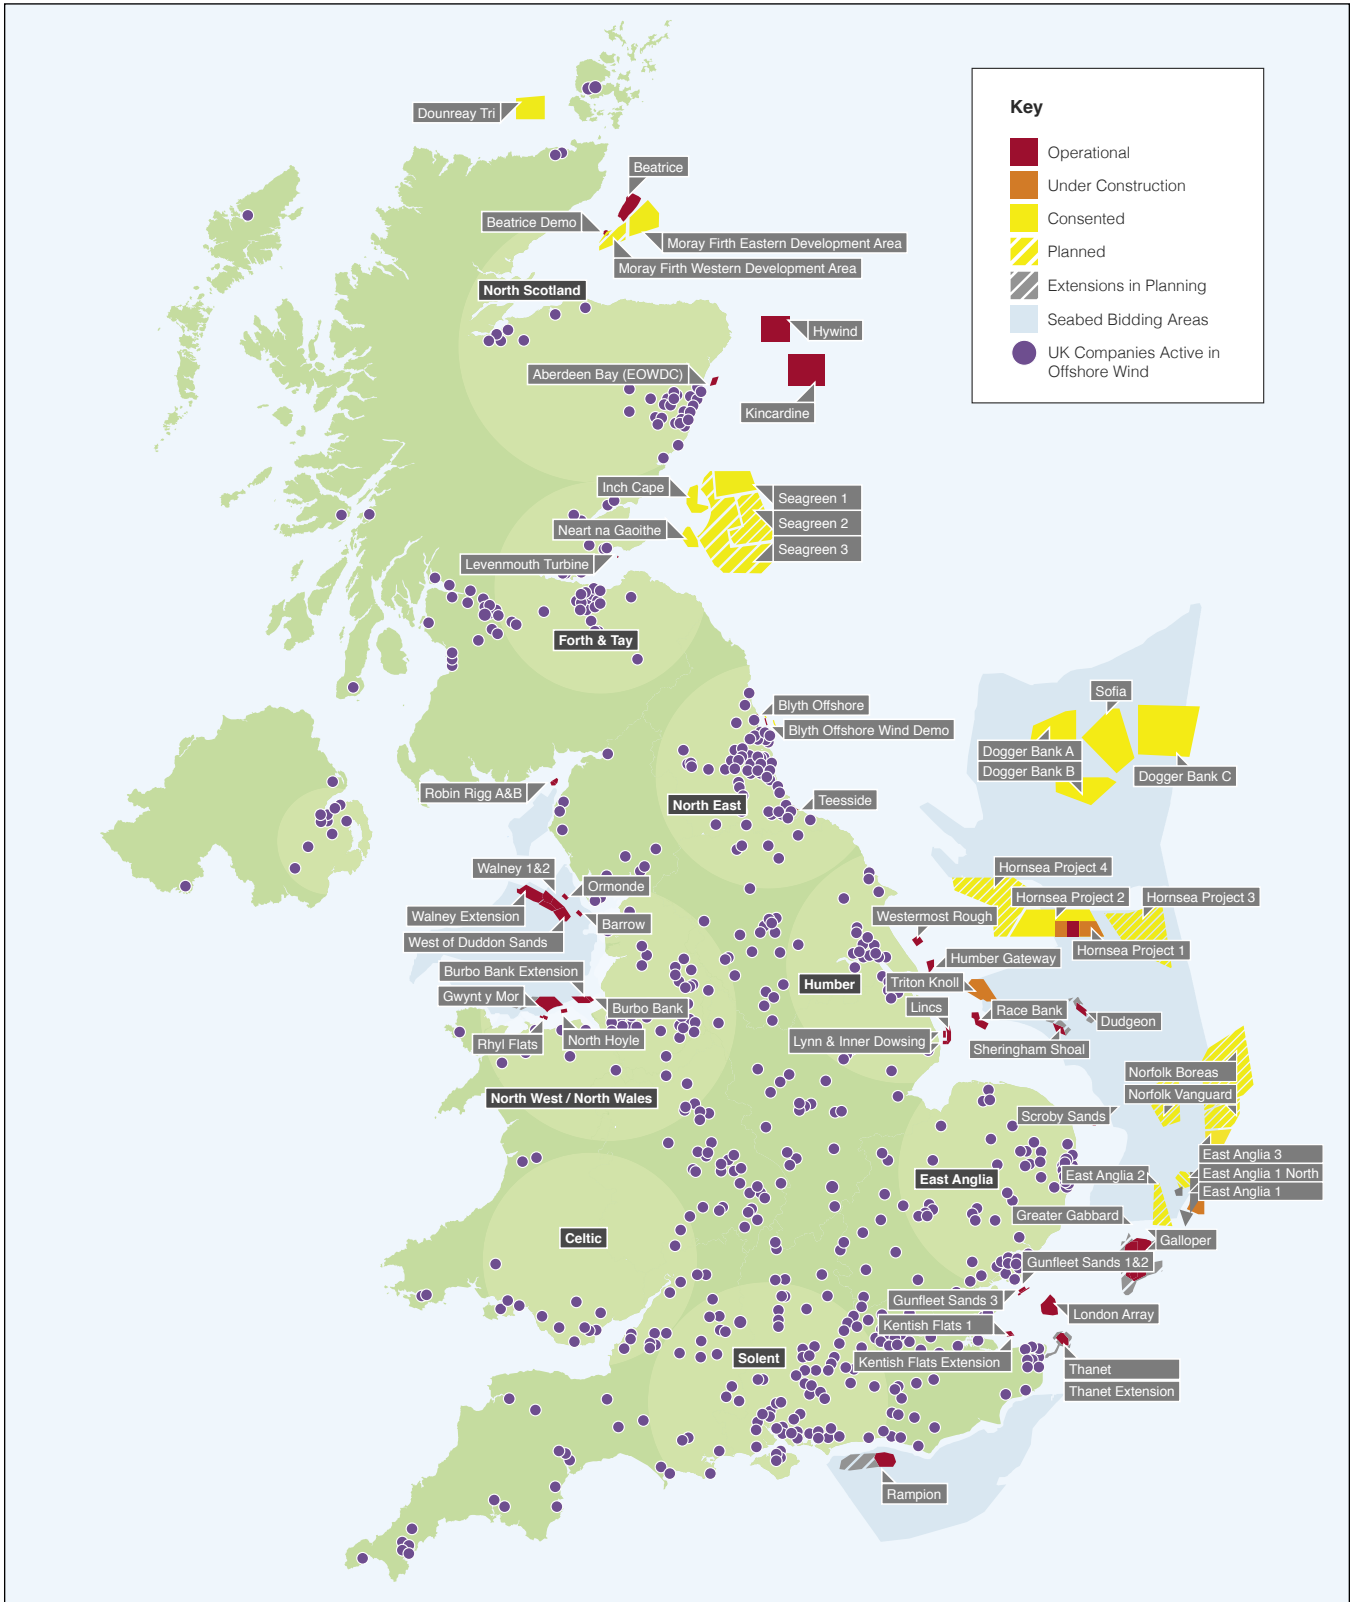 Key
Operational
Under Construction
Consented
Planned
Extensions in Planning
Seabed Bidding Areas
UK Companies Active in
Offshore Wind
Dounreay Tri
Beatrice
Beatrice Demo
Moray Firth Eastern Development Area
Moray Firth Western Development Area
North Scotland
Hywind
Aberdeen Bay (EOWDC)
Kincardine
Inch Cape
Seagreen 1
Seagreen 2
Neart na Gaoithe
Seagreen 3
Levenmouth Turbine
Forth & Tay
Sofia
Blyth Offshore
Blyth Offshore Wind Demo
Dogger Bank A
Dogger Bank B
Dogger Bank C
Robin Rigg A&B
North East
Teesside
Walney 1&2
Ormonde
Hornsea Project 4
Hornsea Project 2
Hornsea Project 3
Walney Extension
Barrow
Westermost Rough
West of Duddon Sands
Hornsea Project 1
Humber Gateway
Burbo Bank Extension
Humber
Triton Knoll
Gwynt y Mor
Burbo Bank
Lincs
Race Bank
Dudgeon
Rhyl Flats
North Hoyle
Lynn & Inner Dowsing
Sheringham Shoal
Norfolk Boreas
Norfolk Vanguard
North West / North Wales
Scroby Sands
East Anglia 3
East Anglia 2
East Anglia 1 North
East Anglia
East Anglia 1
Greater Gabbard
Celtic
Galloper
Gunfleet Sands 1&2
Gunfleet Sands 3
London Array
Kentish Flats 1
Solent
Kentish Flats Extension
Thanet
Thanet Extension
Rampion